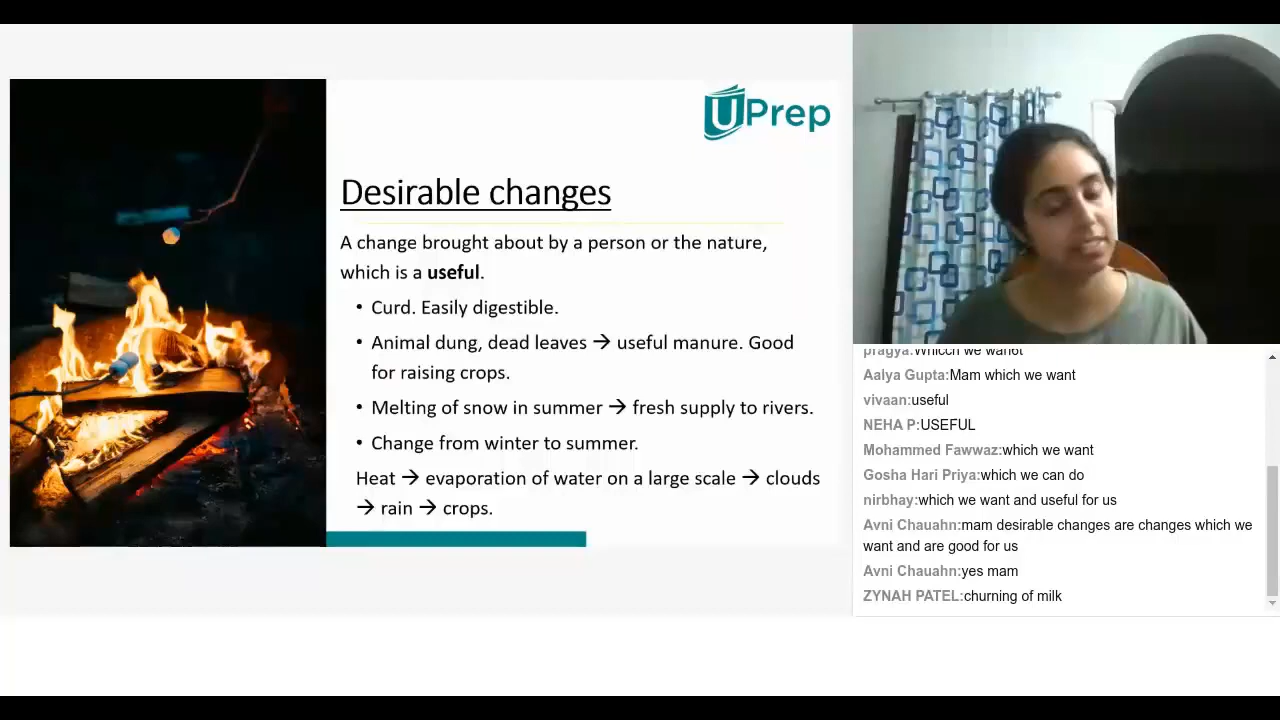 UPrep
Desirable changes
A change brought about by a person or the nature,
which is a useful.
• Curd. Easily digestible.
• Animal dung, dead leaves → useful manure. Good
for raising crops.
• Melting of snow in summer → fresh supply to rivers.
• Change from winter to summer.
Heat → evaporation of water on a large scale → clouds
→ rain → crops.
Aalya Gupta:Mam which we want
vivaan:useful
NEHA P:USEFUL
Mohammed Fawwaz:which we want
Gosha Hari Priya:which we can do
nirbhay:which we want and useful for us
Avni Chauahn:mam desirable changes are changes which we
want and are good for us
Avni Chauahn:yes mam
ZYNAH PATEL:churning of milk